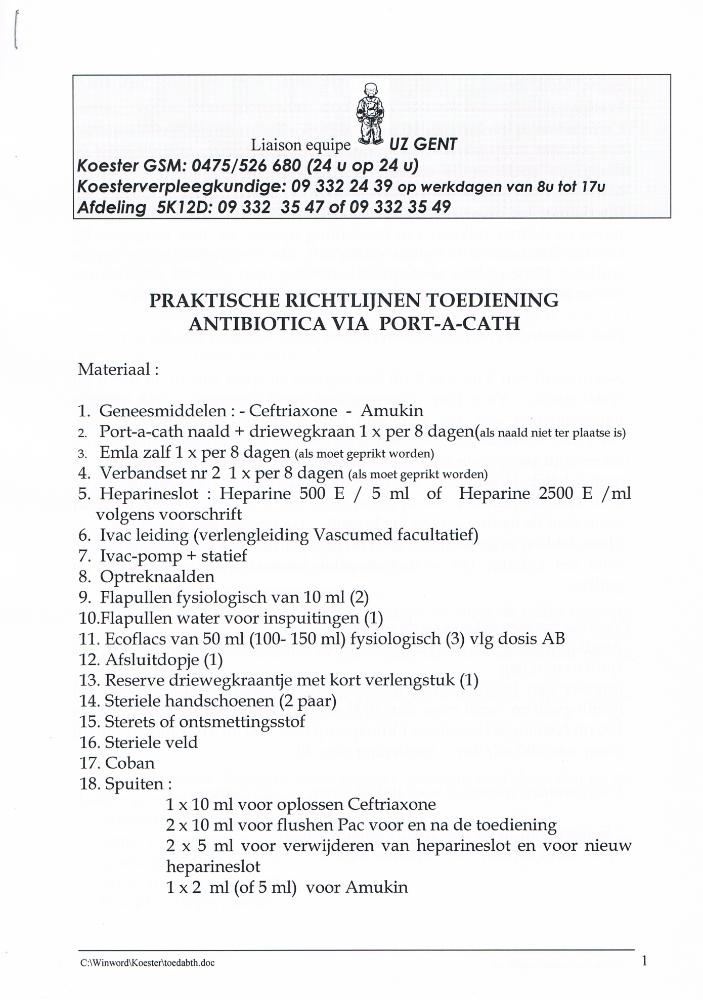 Liaison equipe UZ GENT
Koester GSM: 0475/526 680 (24 u op 24 u)
Koesterverpleegkundige: 09 332 24 39 op werkdagen van 8u tot 17u
Afdeling 5K12D: 09 332 35 47 of 09 332 35 49
PRAKTISCHE RICHTLIJNEN TOEDIENING
ANTIBIOTICA VIA PORT-A-CATH
Materiaal :
1. Geneesmiddelen : - Ceftriaxone - Amukin
2. Port-a-cath naald + driewegkraan 1 x per 8 dagen(als naald niet ter plaatse is)
3. Emla zalf 1 x per 8 dagen (als moet geprikt worden)
4. Verbandset nr 2 1 x per 8 dagen (als moet geprikt worden)
5. Heparineslot : Heparine 500 E / 5 ml of Heparine 2500 E /ml
volgens voorschrift
6. Ivac leiding (verlengleiding Vascumed facultatief)
7. Ivac-pomp + statief
8. Optreknaalden
9. Flapullen fysiologisch van 10 ml (2)
10.Flapullen water voor inspuitingen (1)
11. Ecoflacs van 50 ml (100- 150 ml) fysiologisch (3) vlg dosis AB
12. Afsluitdopje (1)
13. Reserve driewegkraantje met kort verlengstuk (1)
14. Steriele handschoenen (2 paar)
15. Sterets of ontsmettingsstof
16. Steriele veld
17. Coban
18. Spuiten :
1 x 10 ml voor oplossen Ceftriaxone
2 x 10 ml voor flushen Pac voor en na de toediening
2 x 5 ml voor verwijderen van heparineslot en voor nieuw
heparineslot
1 x 2 ml (of 5 ml) voor Amukin
C:\Winword\Koester\toedabth.doc 1